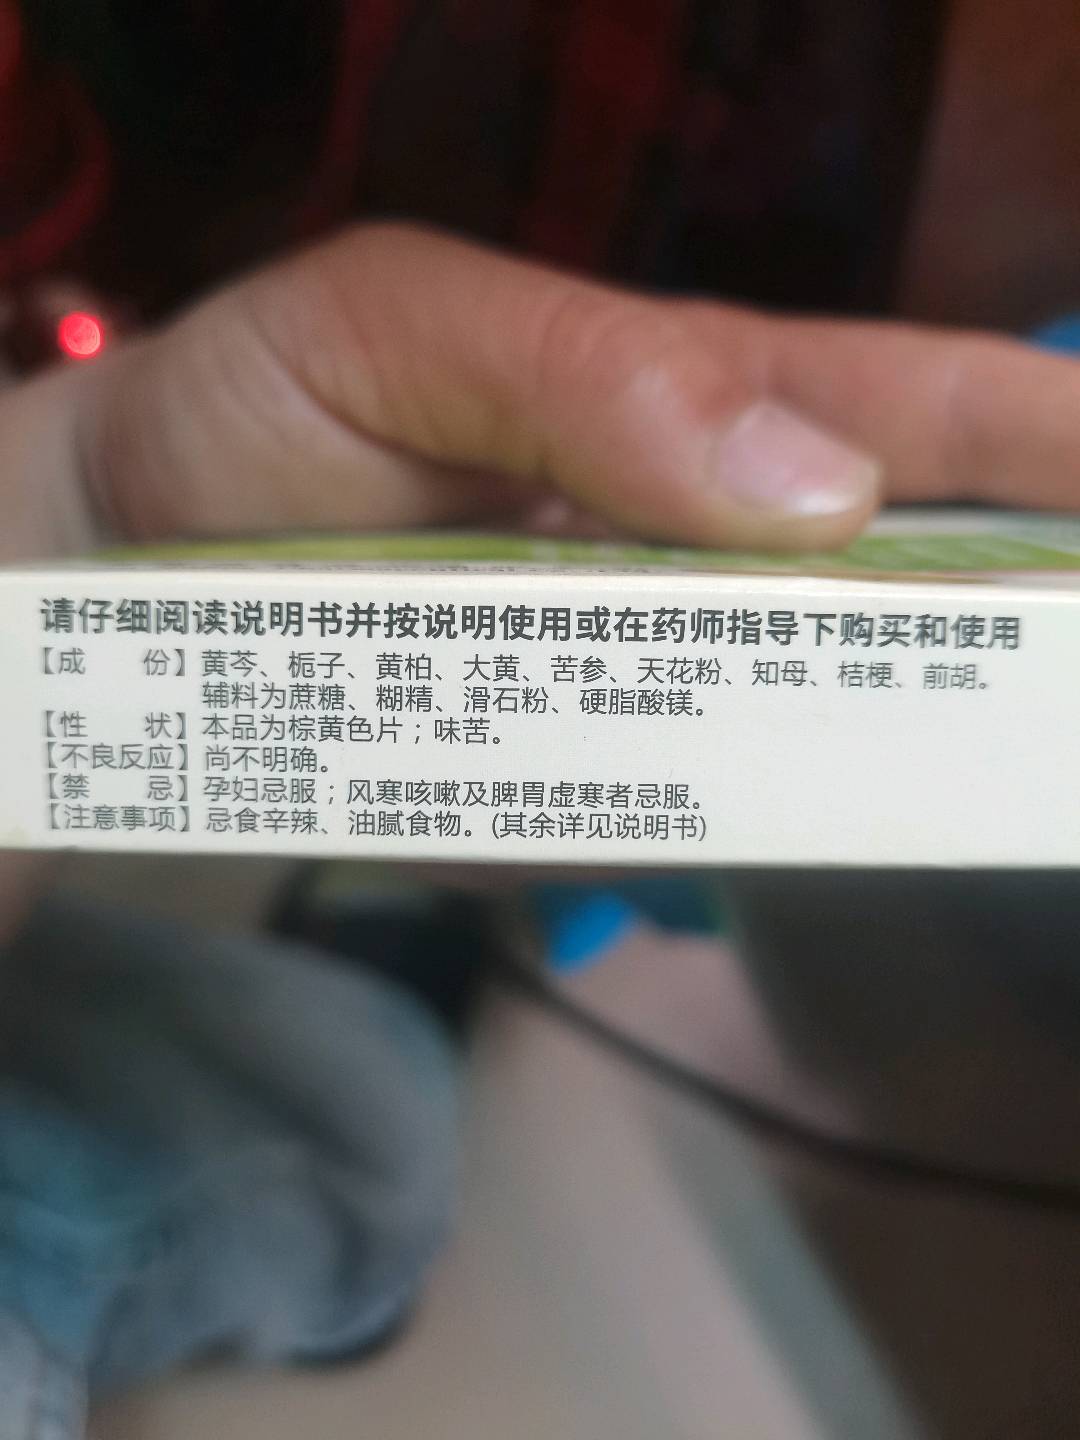 请仔细阅读说明书并按说明使用或在药师指导下购买和使用
【成 份】黄芩、栀子、黄柏、大黄、苦参、天花粉、知母、桔梗、前胡。
辅料为蔗糖、糊精、滑石粉、硬脂酸镁。
【性 状】本品为棕黄色片；味苦。
【不良反应】尚不明确。
【禁 忌】孕妇忌服；风寒咳嗽及脾胃虚寒者忌服。
【注意事项】忌食辛辣、油腻食物。(其余详见说明书)